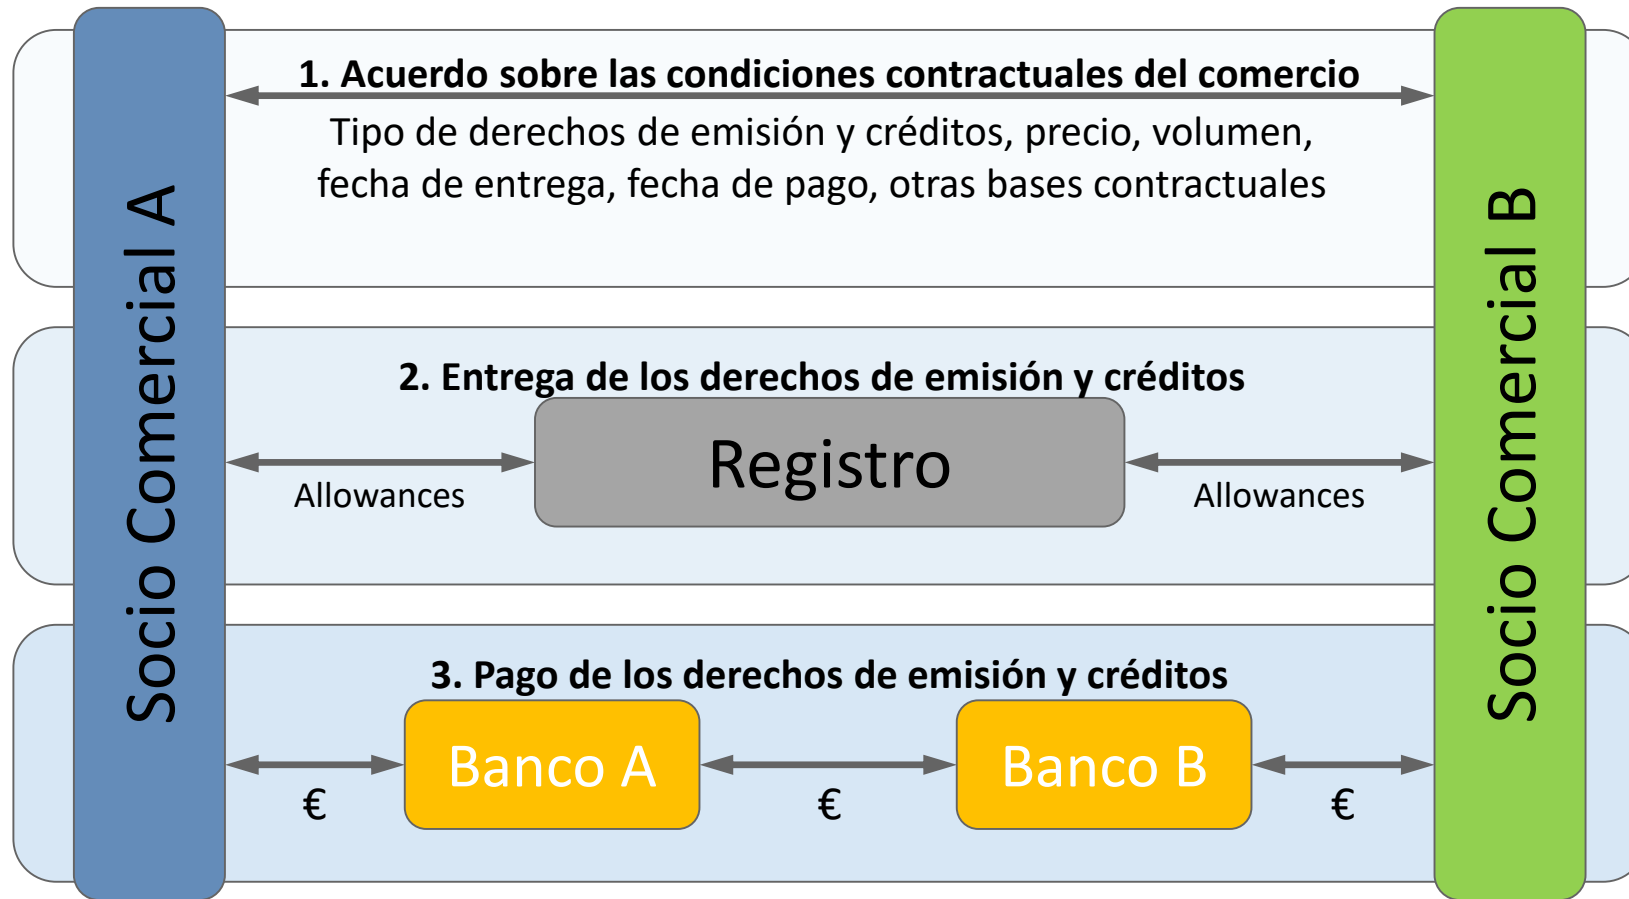 Socio Comercial A
1. Acuerdo sobre las condiciones contractuales del comercio
Tipo de derechos de emisión y créditos, precio, volumen,
fecha de entrega, fecha de pago, otras bases contractuales
2. Entrega de los derechos de emisión y créditos
Registro
Allowances
Allowances
3. Pago de los derechos de emisión y créditos
Banco A
Banco B
€
€
€
Socio Comercial B